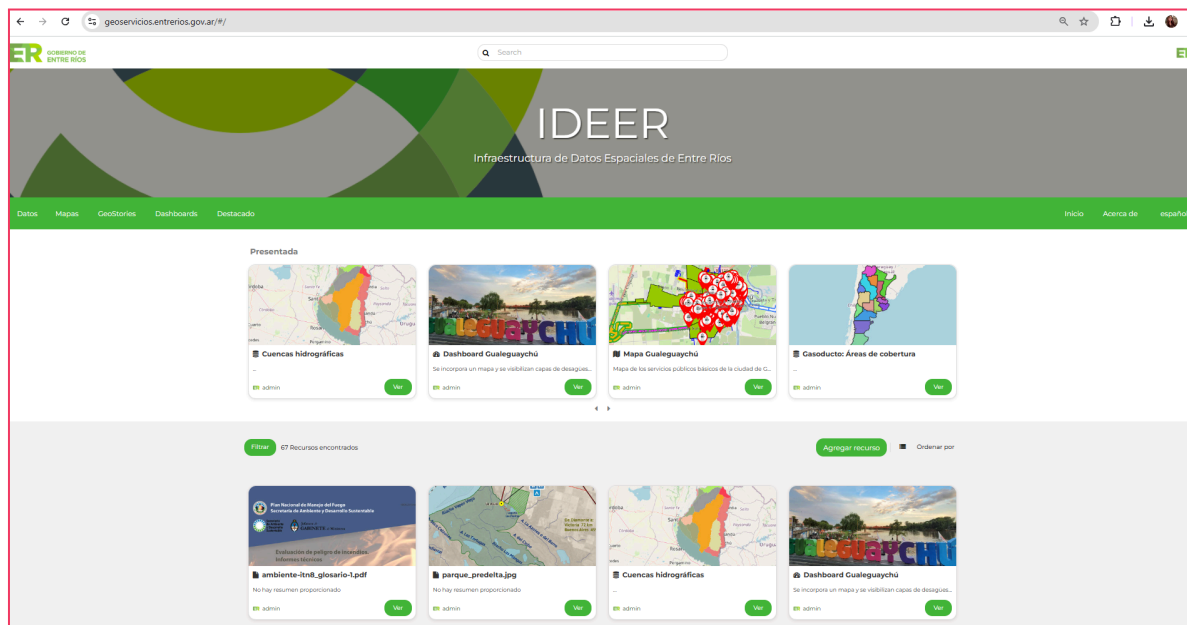 geoservicios.entrerios.gov.ar/#/
ER GOBIERNO DE
ENTRE RÍOS
Search
IDEER
Infraestructura de Datos Espaciales de Entre Ríos
Datos Mapas GeoStories Dashboards Destacado Inicio Acerca de españo
Presentada
Cuencas hidrográficas
...
admin Ver
Dashboard Gualeguaychú
Se incorpora un mapa y se visibilizan capas de desagues...
admin Ver
Mapa Gualeguaychú
Mapa de los servicios públicos básicos de la ciudad de G...
admin Ver
Gasoducto: Áreas de cobertura
...
admin Ver
Filtrar 67 Recursos encontrados Agregar recurso Ordenar por
Plan Nacional de Manejo del Fuego
Secretaría de Ambiente y Desarrollo Sustentable
Evaluación de peligro de incendios.
Informes técnicos
ambiente-itn8_glosario-1.pdf
No hay resumen proporcionado
admin Ver
parque_predelta.jpg
No hay resumen proporcionado
admin Ver
Cuencas hidrográficas
...
admin Ver
Dashboard Gualeguaychú
Se incorpora un mapa y se visibilizan capas de desagues...
admin Ver